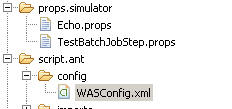 props.simulator
Echo.props
TestBatchJobStep.props
script.ant
config
WASConfig.xml